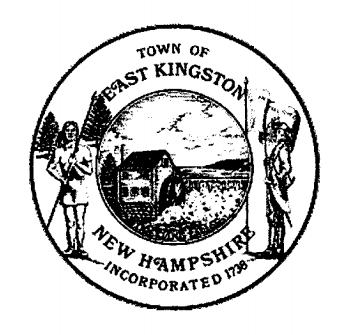 TOWN OF
EAST KINGSTON
NEW HAMPSHIRE
INCORPORATED 1738